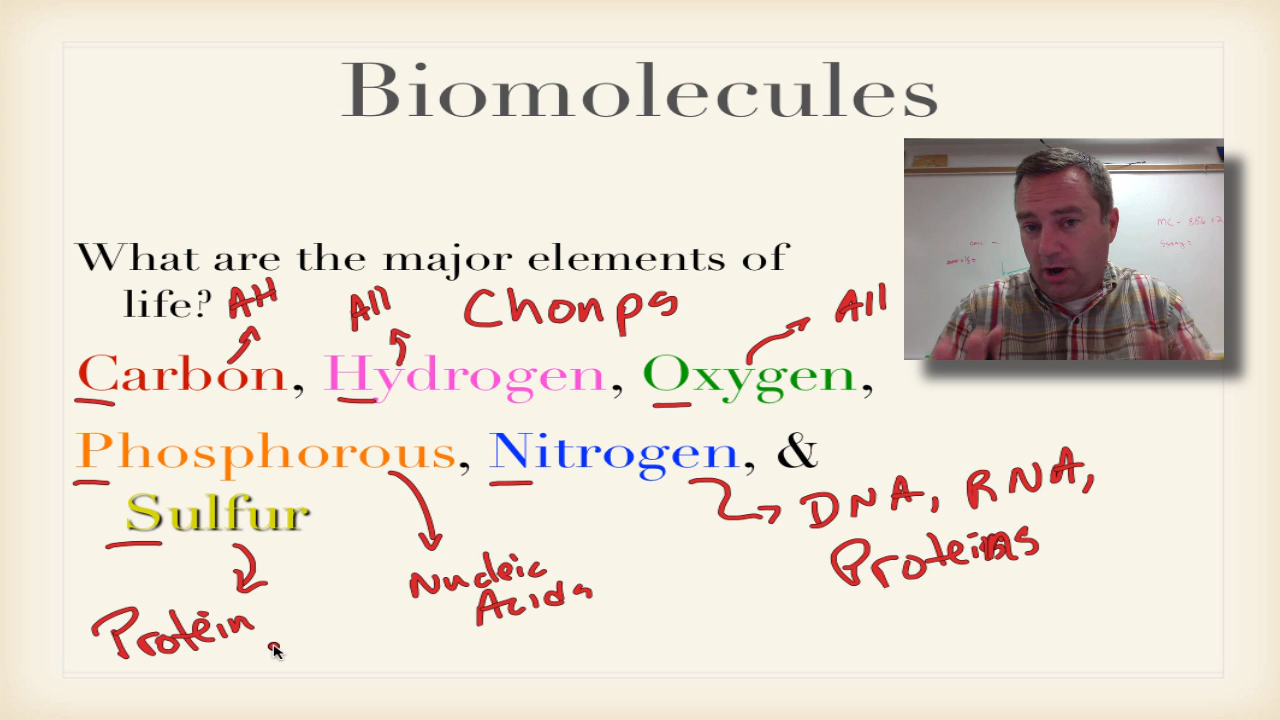 Biomolecules
What are the major elements of
life? All All Chonps All
Carbon, Hydrogen, Oxygen,
Phosphorous, Nitrogen, &
Sulfur
DNA, RNA,
Proteins
Nucleic
Acids
Protein